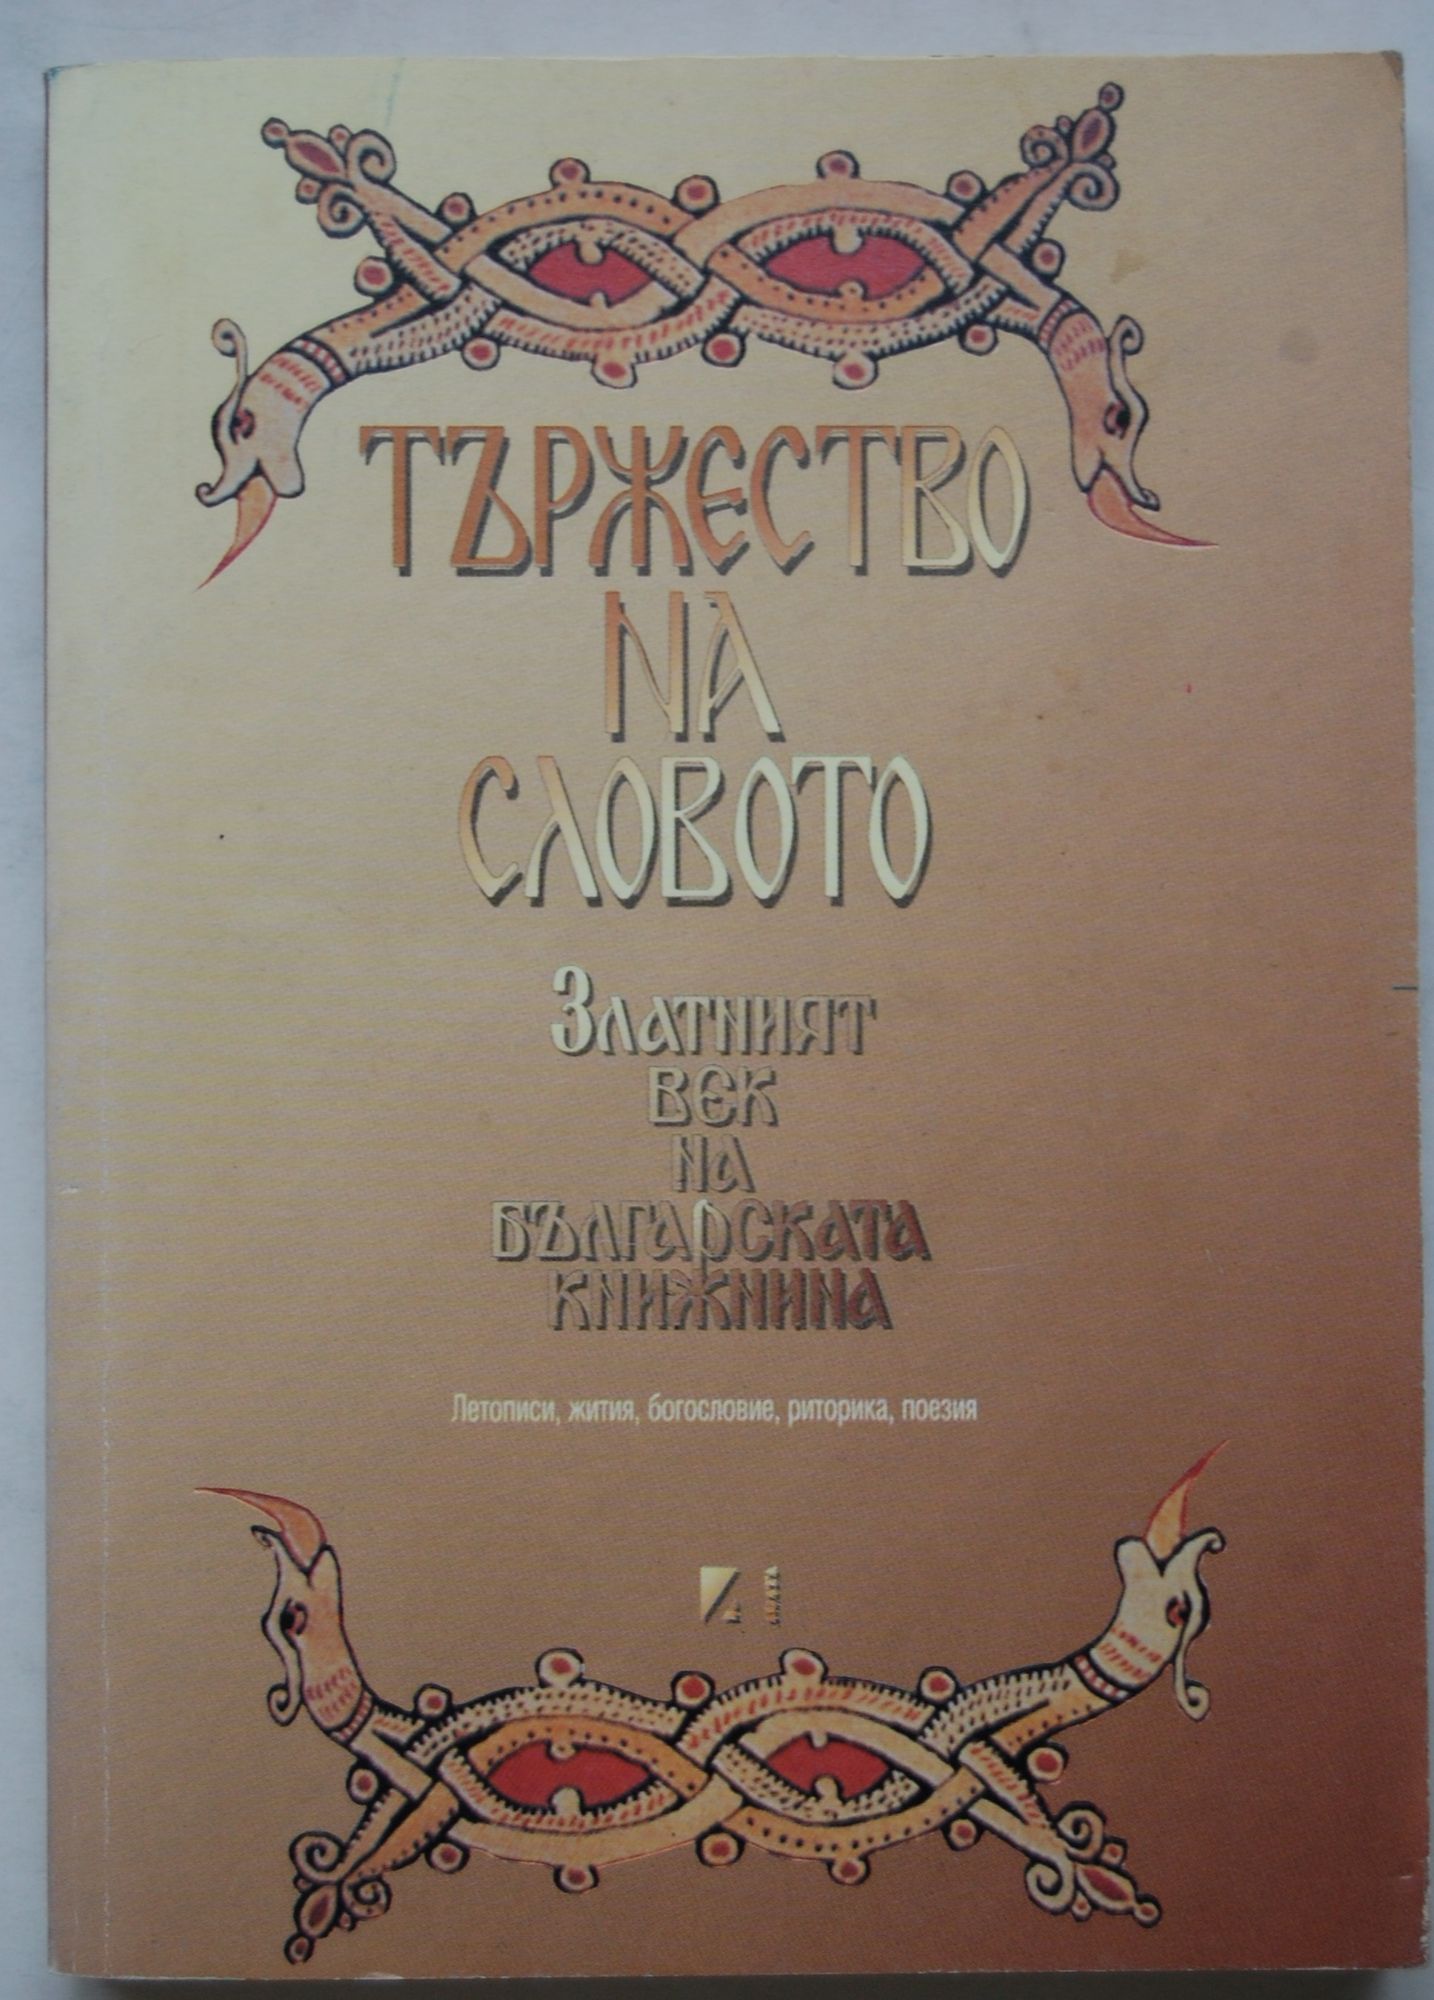 ТЪРЖЕСТВО
НА
СЛОВОТО
Златният
век
на
българската
книжнина
Летописи, жития, богословие, риторика, поезия